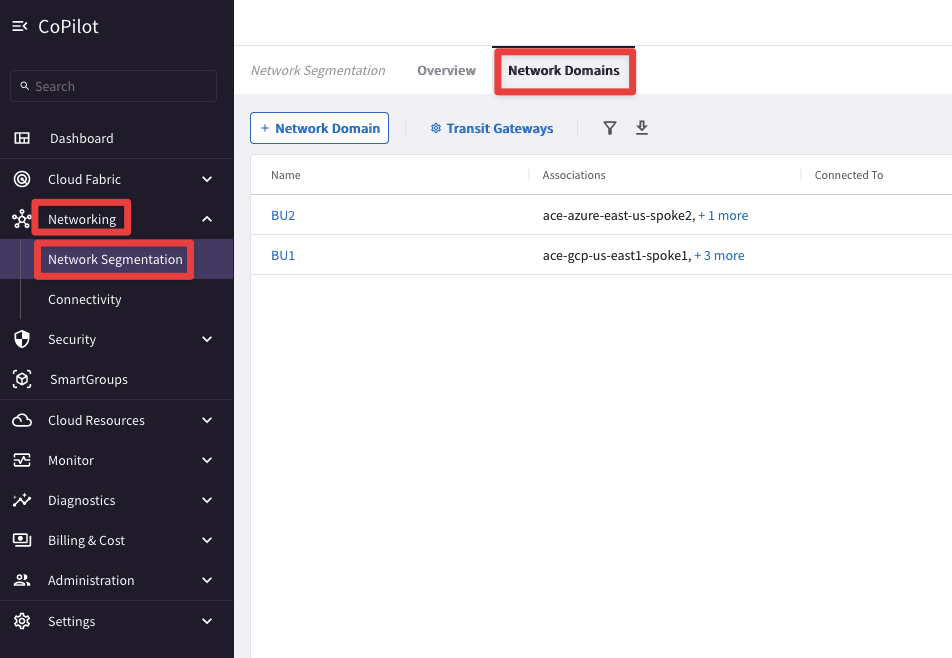 CoPilot
Search
Dashboard
Cloud Fabric
Networking
Network Segmentation
Connectivity
Security
SmartGroups
Cloud Resources
Monitor
Diagnostics
Billing & Cost
Administration
Settings
Network Segmentation Overview Network Domains
+ Network Domain Transit Gateways
Name Associations Connected To
BU2 ace-azure-east-us-spoke2, + 1 more
BU1 ace-gcp-us-east1-spoke1, + 3 more